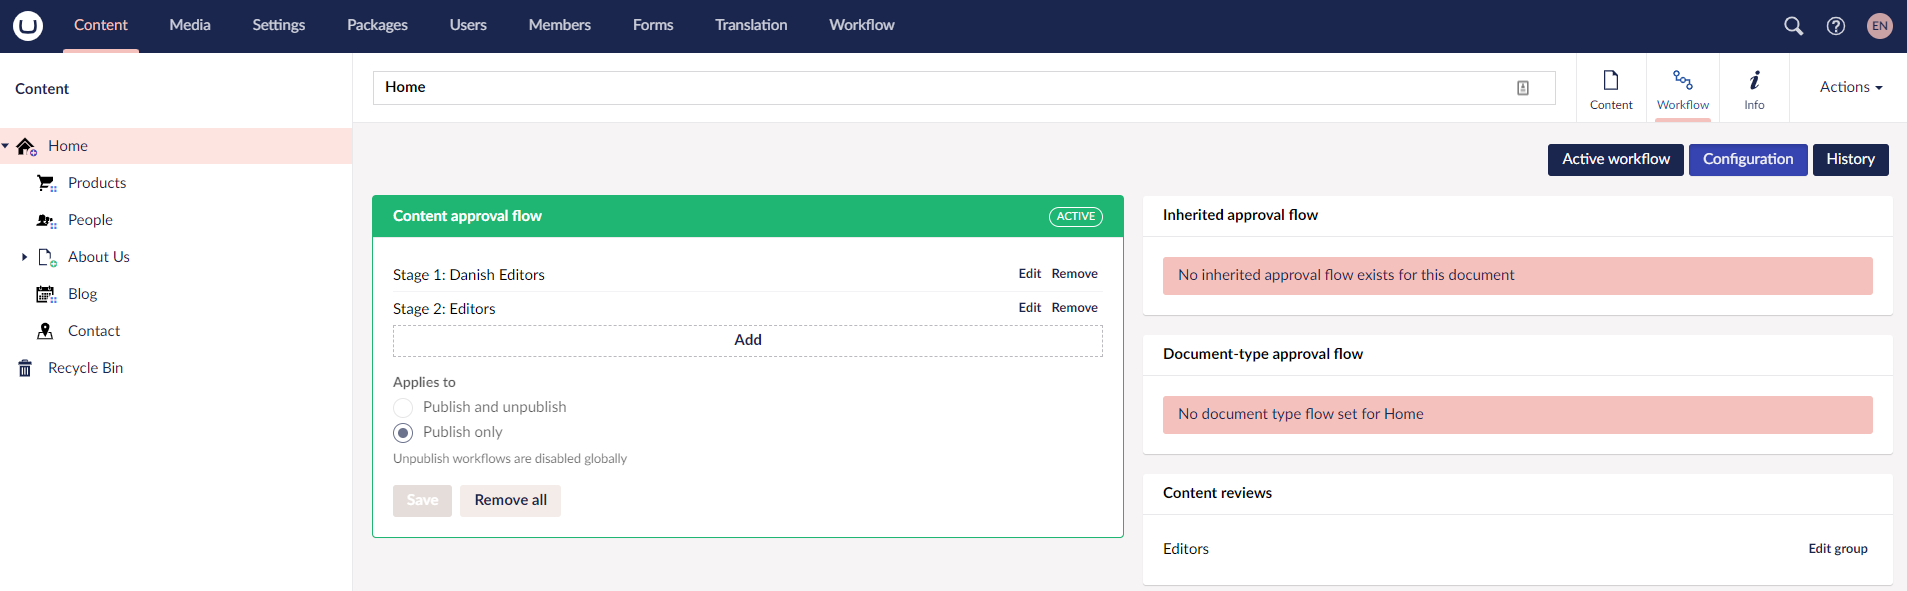 Content Media Settings Packages Users Members Forms Translation Workflow EN
Content
Home
Products
People
About Us
Blog
Contact
Recycle Bin
Home
Content Workflow Info Actions
Active workflow Configuration History
Content approval flow ACTIVE
Stage 1: Danish Editors Edit Remove
Stage 2: Editors Edit Remove
Add
Applies to
Publish and unpublish
Publish only
Unpublish workflows are disabled globally
Save Remove all
Inherited approval flow
No inherited approval flow exists for this document
Document-type approval flow
No document type flow set for Home
Content reviews
Editors Edit group